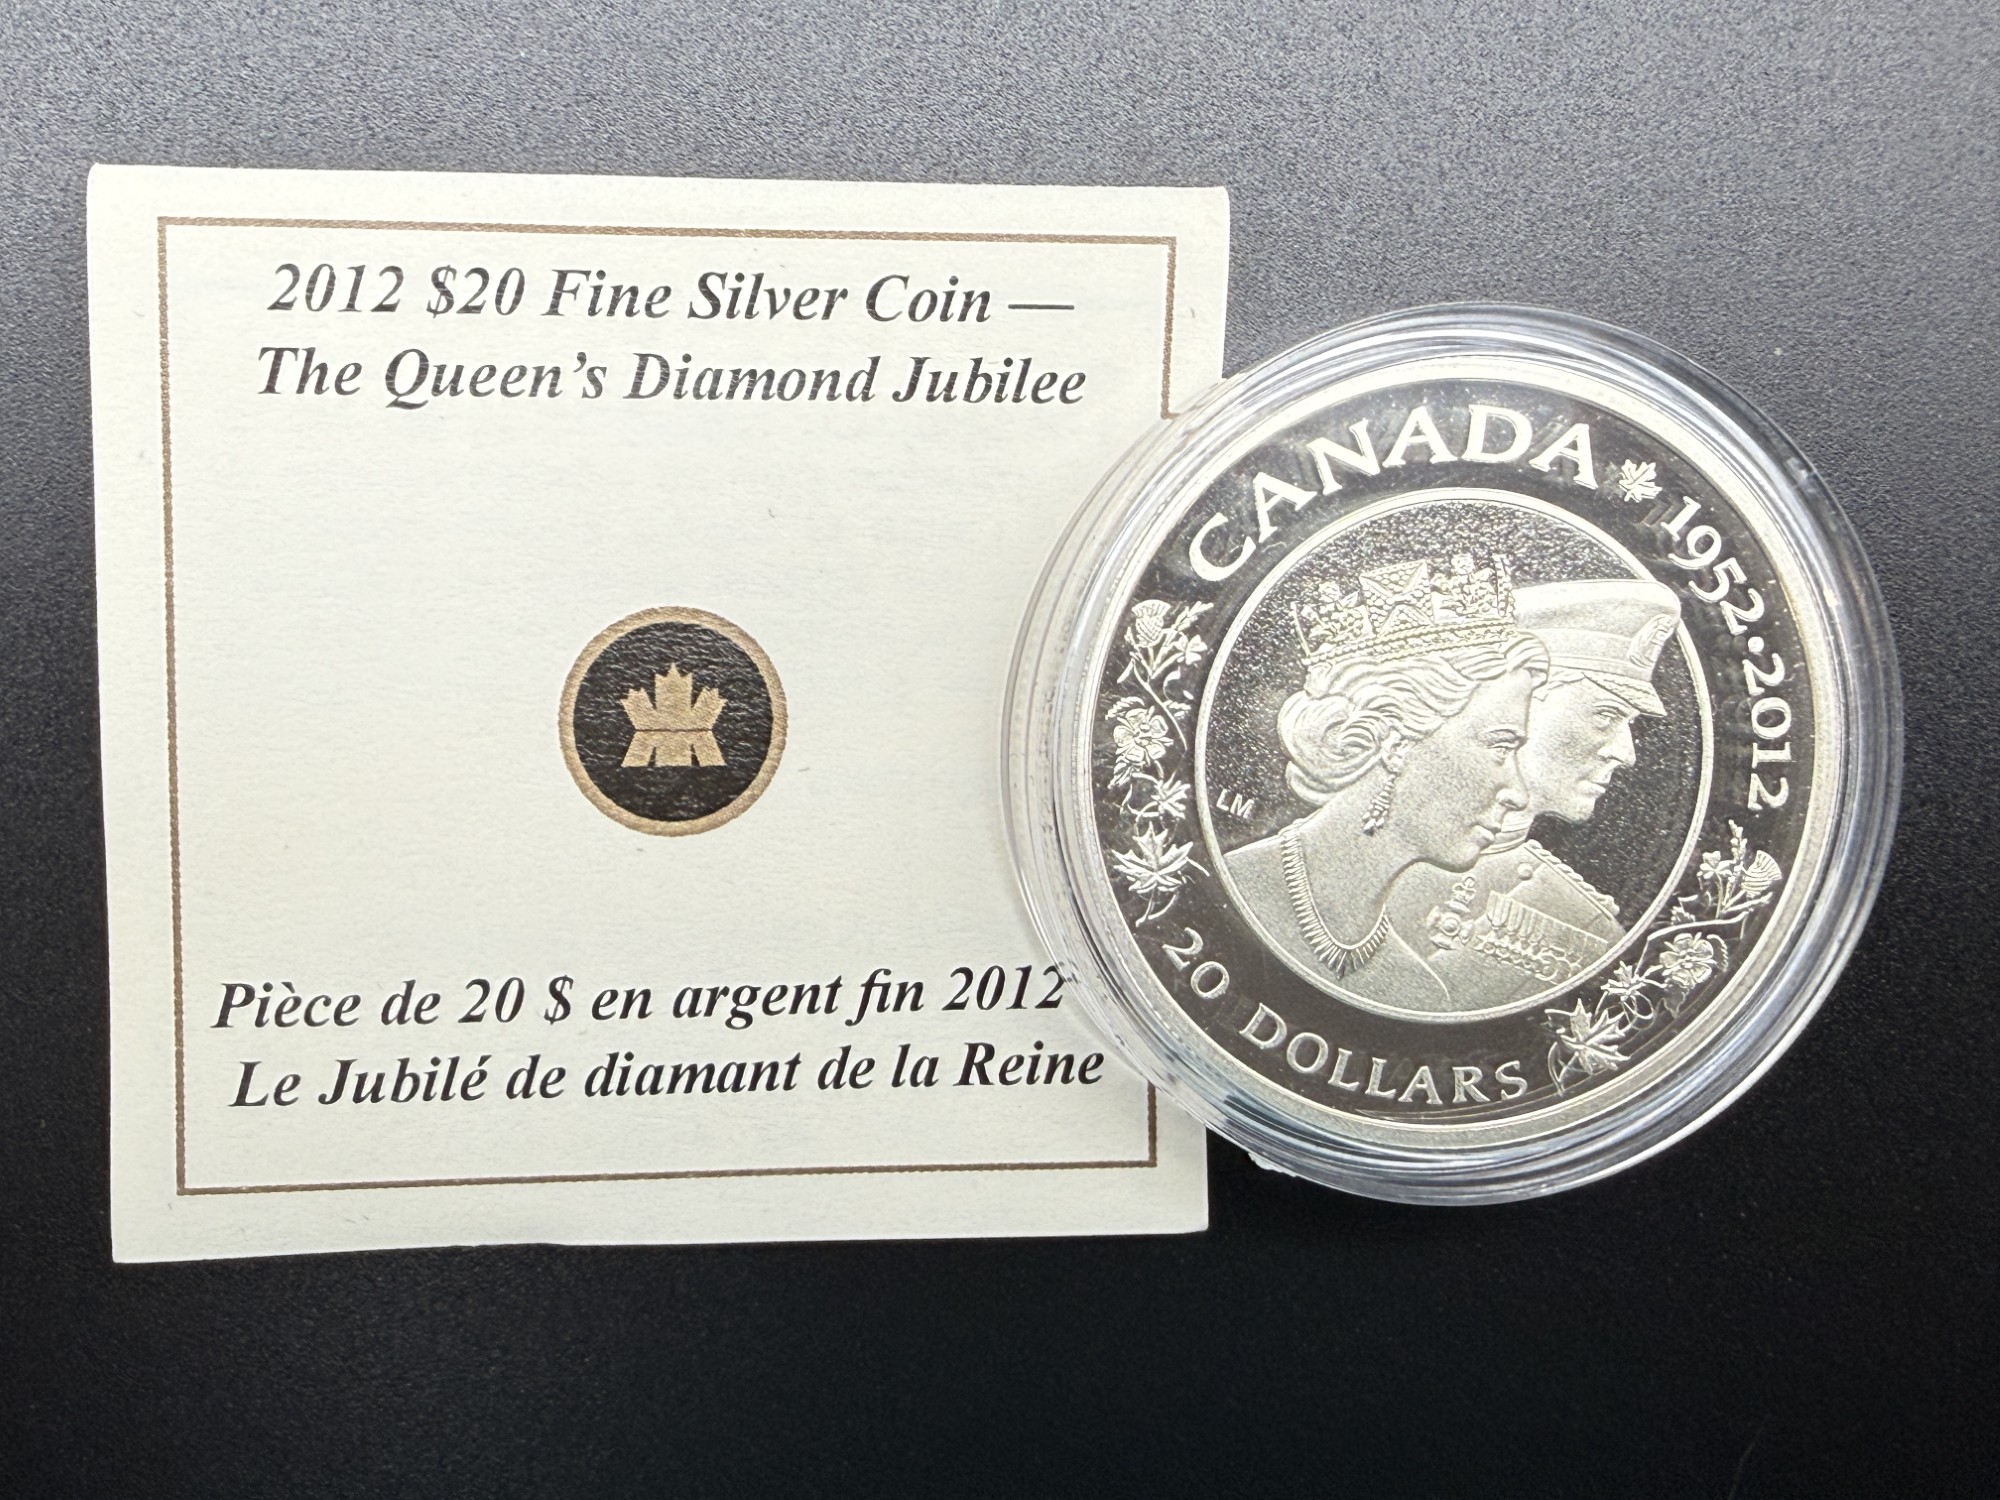 2012 $20 Fine Silver Coin —
The Queen's Diamond Jubilee
Pièce de 20 $ en argent fin 2012
Le Jubilé de diamant de la Reine
CANADA 1952·2012
LM
20 DOLLARS